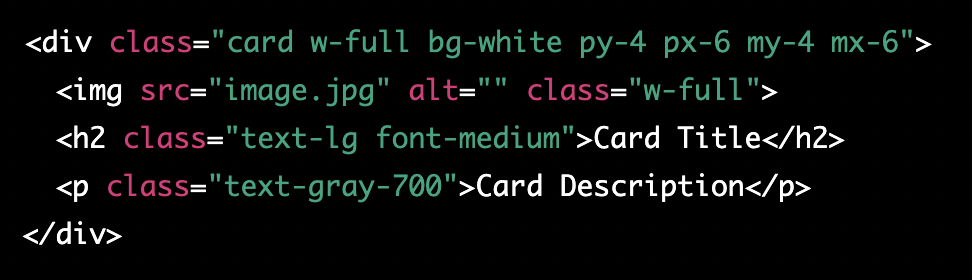 <div class="card w-full bg-white py-4 px-6 my-4 mx-6">
  <img src="image.jpg" alt="" class="w-full">
  <h2 class="text-lg font-medium">Card Title</h2>
  <p class="text-gray-700">Card Description</p>
</div>